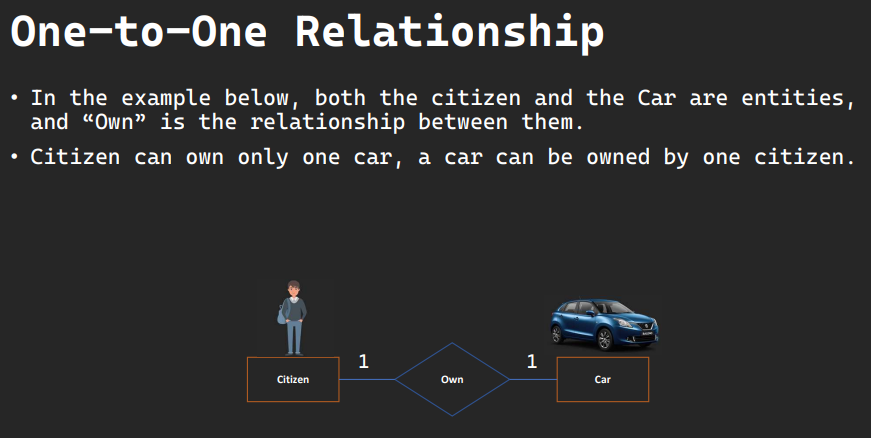 One-to-One Relationship
• In the example below, both the citizen and the Car are entities,
and “Own” is the relationship between them.
• Citizen can own only one car, a car can be owned by one citizen.
1
1
Citizen
Own
Car